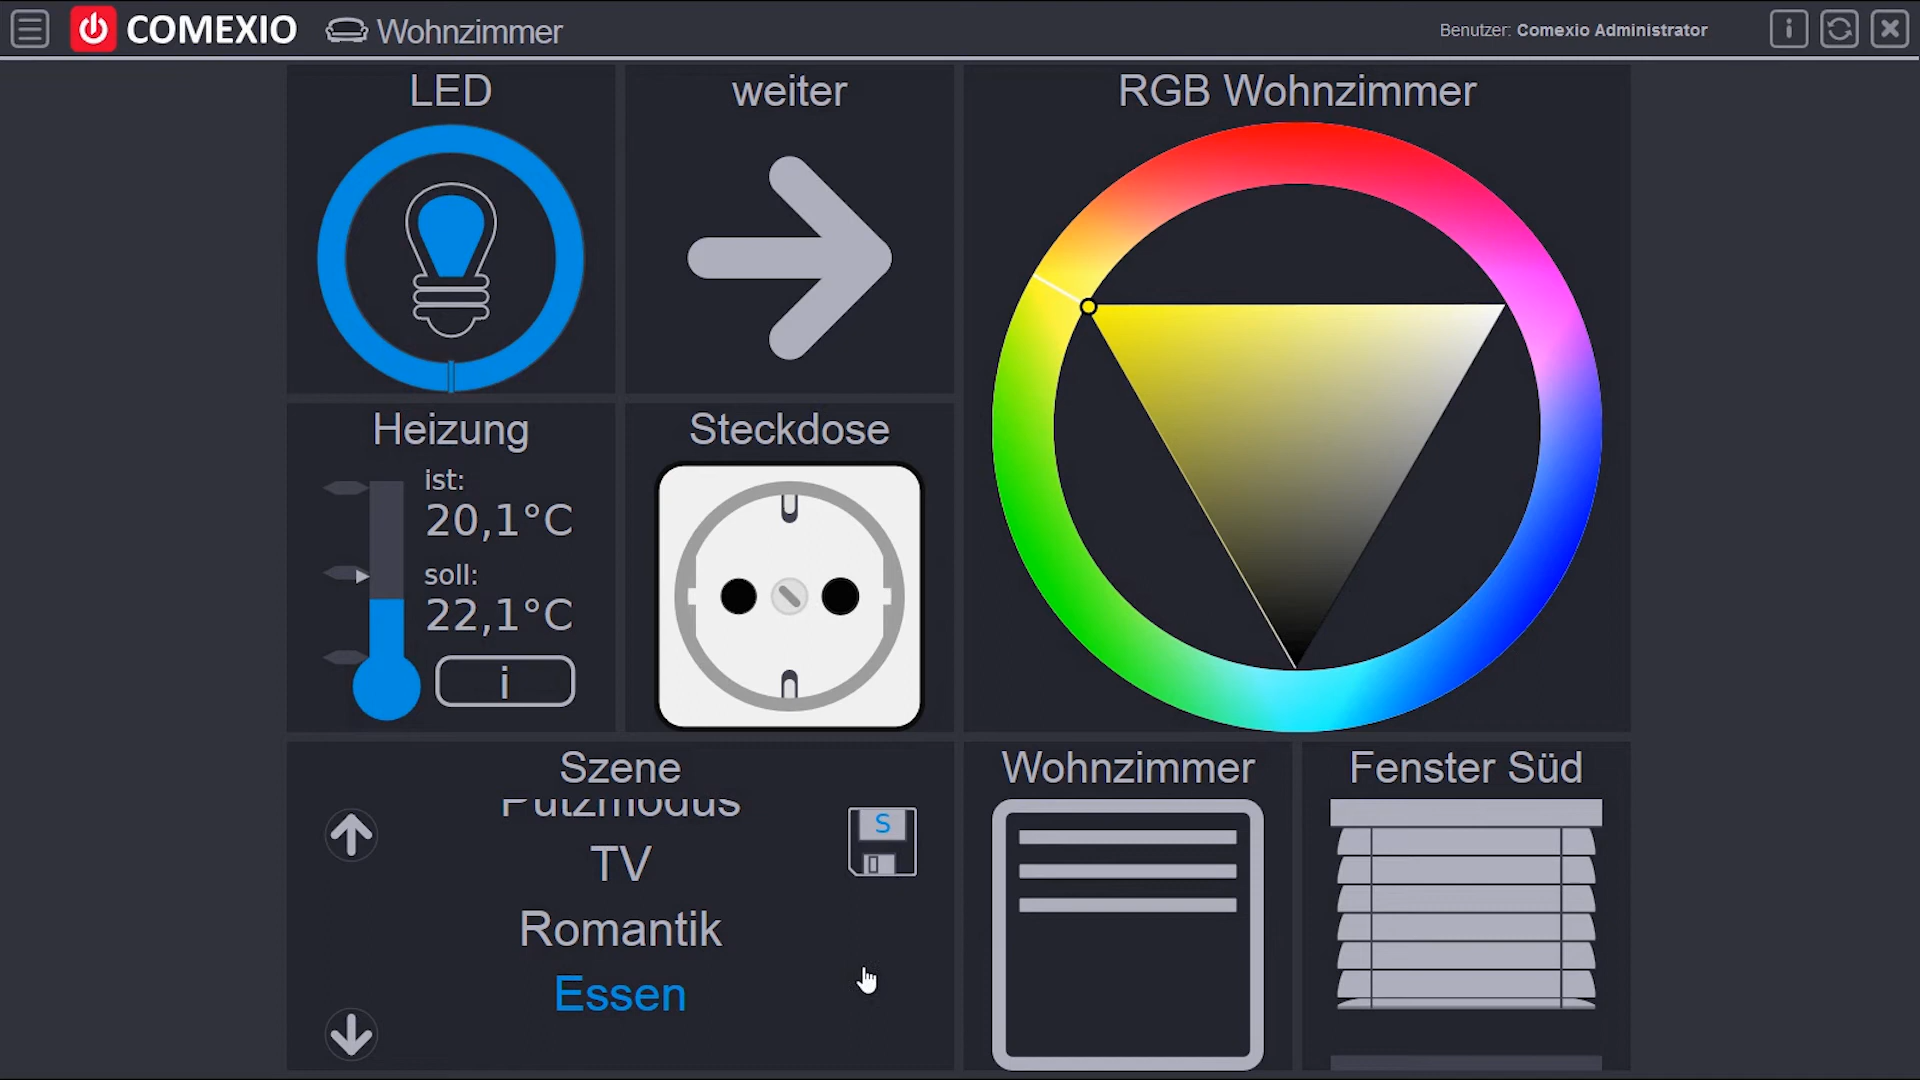 COMEXIO Wohnzimmer Benutzer: Comexio Administrator i
LED
weiter
RGB Wohnzimmer
Heizung
ist:
20,1°C
soll:
22,1°C
i
Steckdose
Szene
Putzmodus
TV
Romantik
Essen
S
Wohnzimmer
Fenster Süd